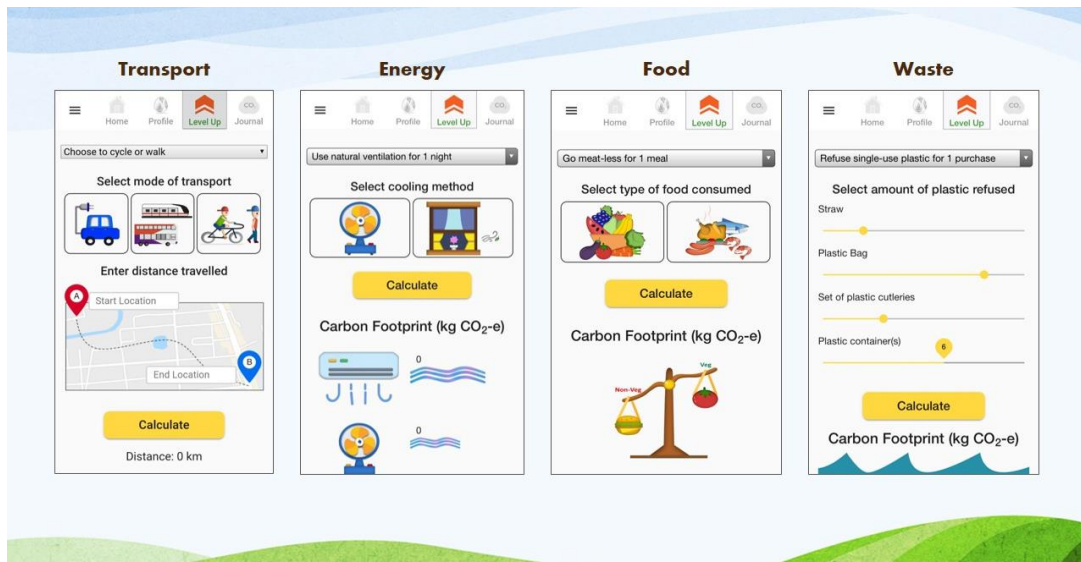 Transport
Home Profile Level Up Journal
Choose to cycle or walk
Select mode of transport
Enter distance travelled
A
Start Location
B
End Location
Calculate
Distance: 0 km
Energy
Home Profile Level Up Journal
Use natural ventilation for 1 night
Select cooling method
Calculate
Carbon Footprint (kg CO₂-e)
0
0
Food
Home Profile Level Up Journal
Go meat-less for 1 meal
Select type of food consumed
Calculate
Carbon Footprint (kg CO₂-e)
Veg
Non-Veg
Waste
Home Profile Level Up Journal
Refuse single-use plastic for 1 purchase
Select amount of plastic refused
Straw
Plastic Bag
Set of plastic cutleries
Plastic container(s)
6
Calculate
Carbon Footprint (kg CO₂-e)